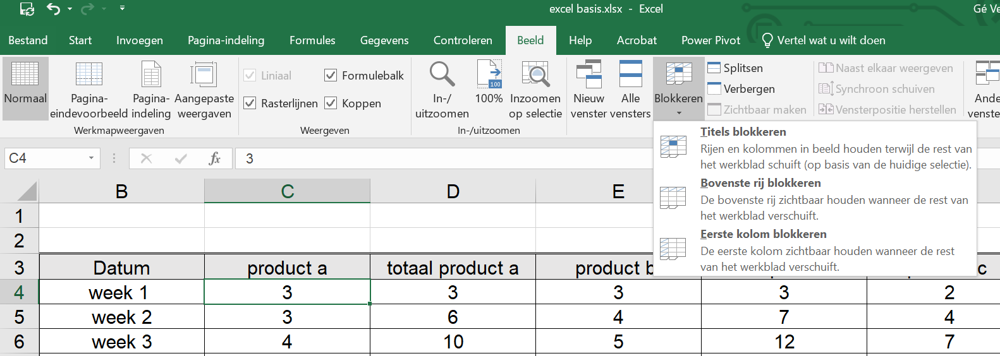 excel basis.xlsx - Excel
Gé Ve
Bestand Start Invoegen Pagina-indeling Formules Gegevens Controleren Beeld Help Acrobat Power Pivot Vertel wat u wilt doen
Normaal
Pagina-
eindevoorbeeld
Pagina-
indeling
Aangepaste
weergaven
Werkmapweergaven
Liniaal
Formulebalk
Rasterlijnen
Koppen
Weergeven
In-/
uitzoomen
100
100%
Inzoomen
op selectie
In-/uitzoomen
Nieuw
venster
Alle
vensters
Blokkeren
Splitsen
Verbergen
Zichtbaar maken
Naast elkaar weergeven
Synchroon schuiven
Vensterpositie herstellen
Ande
venste
Titels blokkeren
Rijen en kolommen in beeld houden terwijl de rest van
het werkblad schuift (op basis van de huidige selectie).
Bovenste rij blokkeren
De bovenste rij zichtbaar houden wanneer de rest van
het werkblad verschuift.
Eerste kolom blokkeren
De eerste kolom zichtbaar houden wanneer de rest
van het werkblad verschuift.
C4
fx
3
B C D E
1
2
3 Datum product a totaal product a product b c
4 week 1 3 3 3 3 2
5 week 2 3 6 4 7 4
6 week 3 4 10 5 12 7